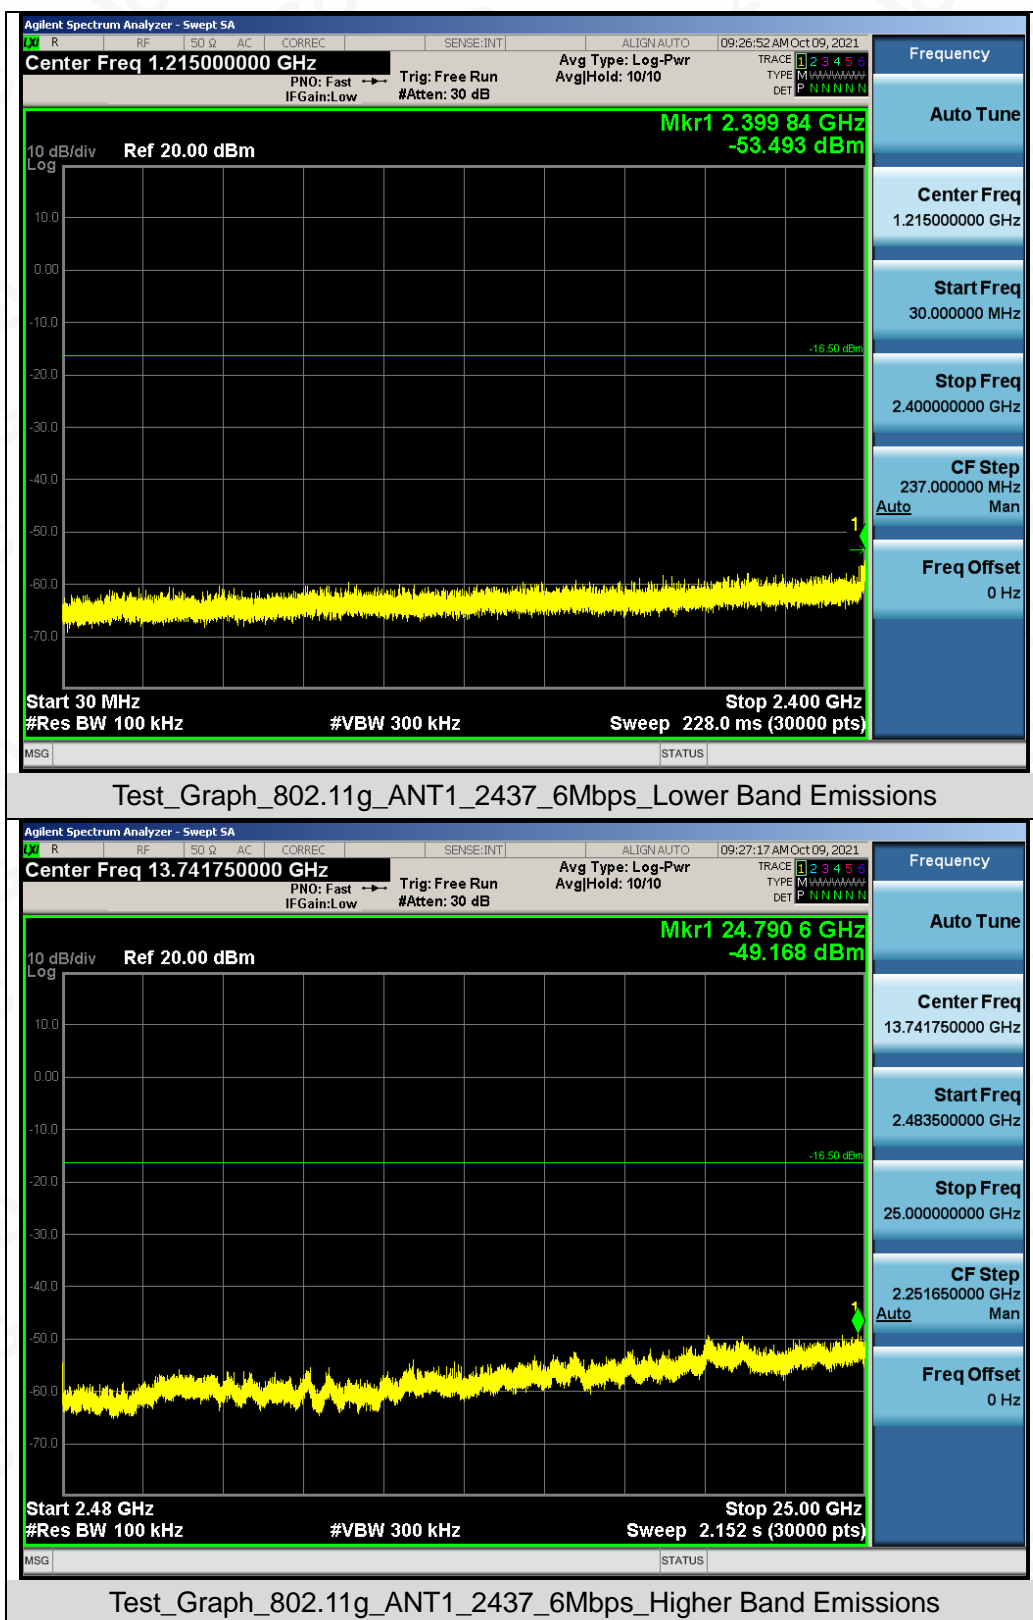 Agilent Spectrum Analyzer - Swept SA
LXI R RF 50 Ω AC CORREC SENSE:INT ALIGNAUTO 09:26:52 AM Oct 09, 2021
Center Freq 1.215000000 GHz PNO: Fast IFGain:Low Trig: Free Run #Atten: 30 dB Avg Type: Log-Pwr Avg|Hold: 10/10 TRACE 1 2 3 4 5 6 TYPE M DET P N N N N N
Mkr1 2.399 84 GHz
-53.493 dBm
10 dB/div Ref 20.00 dBm
Log
10.0
0.00
-10.0
-16.50 dBm
-20.0
-30.0
-40.0
-50.0
1
-60.0
-70.0
Start 30 MHz Stop 2.400 GHz
#Res BW 100 kHz #VBW 300 kHz Sweep 228.0 ms (30000 pts)
MSG STATUS
Frequency
Auto Tune
Center Freq
1.215000000 GHz
Start Freq
30.000000 MHz
Stop Freq
2.400000000 GHz
CF Step
237.000000 MHz
Auto Man
Freq Offset
0 Hz
Test_Graph_802.11g_ANT1_2437_6Mbps_Lower Band Emissions
Agilent Spectrum Analyzer - Swept SA
LXI R RF 50 Ω AC CORREC SENSE:INT ALIGNAUTO 09:27:17 AM Oct 09, 2021
Center Freq 13.741750000 GHz PNO: Fast IFGain:Low Trig: Free Run #Atten: 30 dB Avg Type: Log-Pwr Avg|Hold: 10/10 TRACE 1 2 3 4 5 6 TYPE M DET P N N N N N
Mkr1 24.790 6 GHz
-49.168 dBm
10 dB/div Ref 20.00 dBm
Log
10.0
0.00
-10.0
-16.50 dBm
-20.0
-30.0
-40.0
1
-50.0
-60.0
-70.0
Start 2.48 GHz Stop 25.00 GHz
#Res BW 100 kHz #VBW 300 kHz Sweep 2.152 s (30000 pts)
MSG STATUS
Frequency
Auto Tune
Center Freq
13.741750000 GHz
Start Freq
2.483500000 GHz
Stop Freq
25.000000000 GHz
CF Step
2.251650000 GHz
Auto Man
Freq Offset
0 Hz
Test_Graph_802.11g_ANT1_2437_6Mbps_Higher Band Emissions